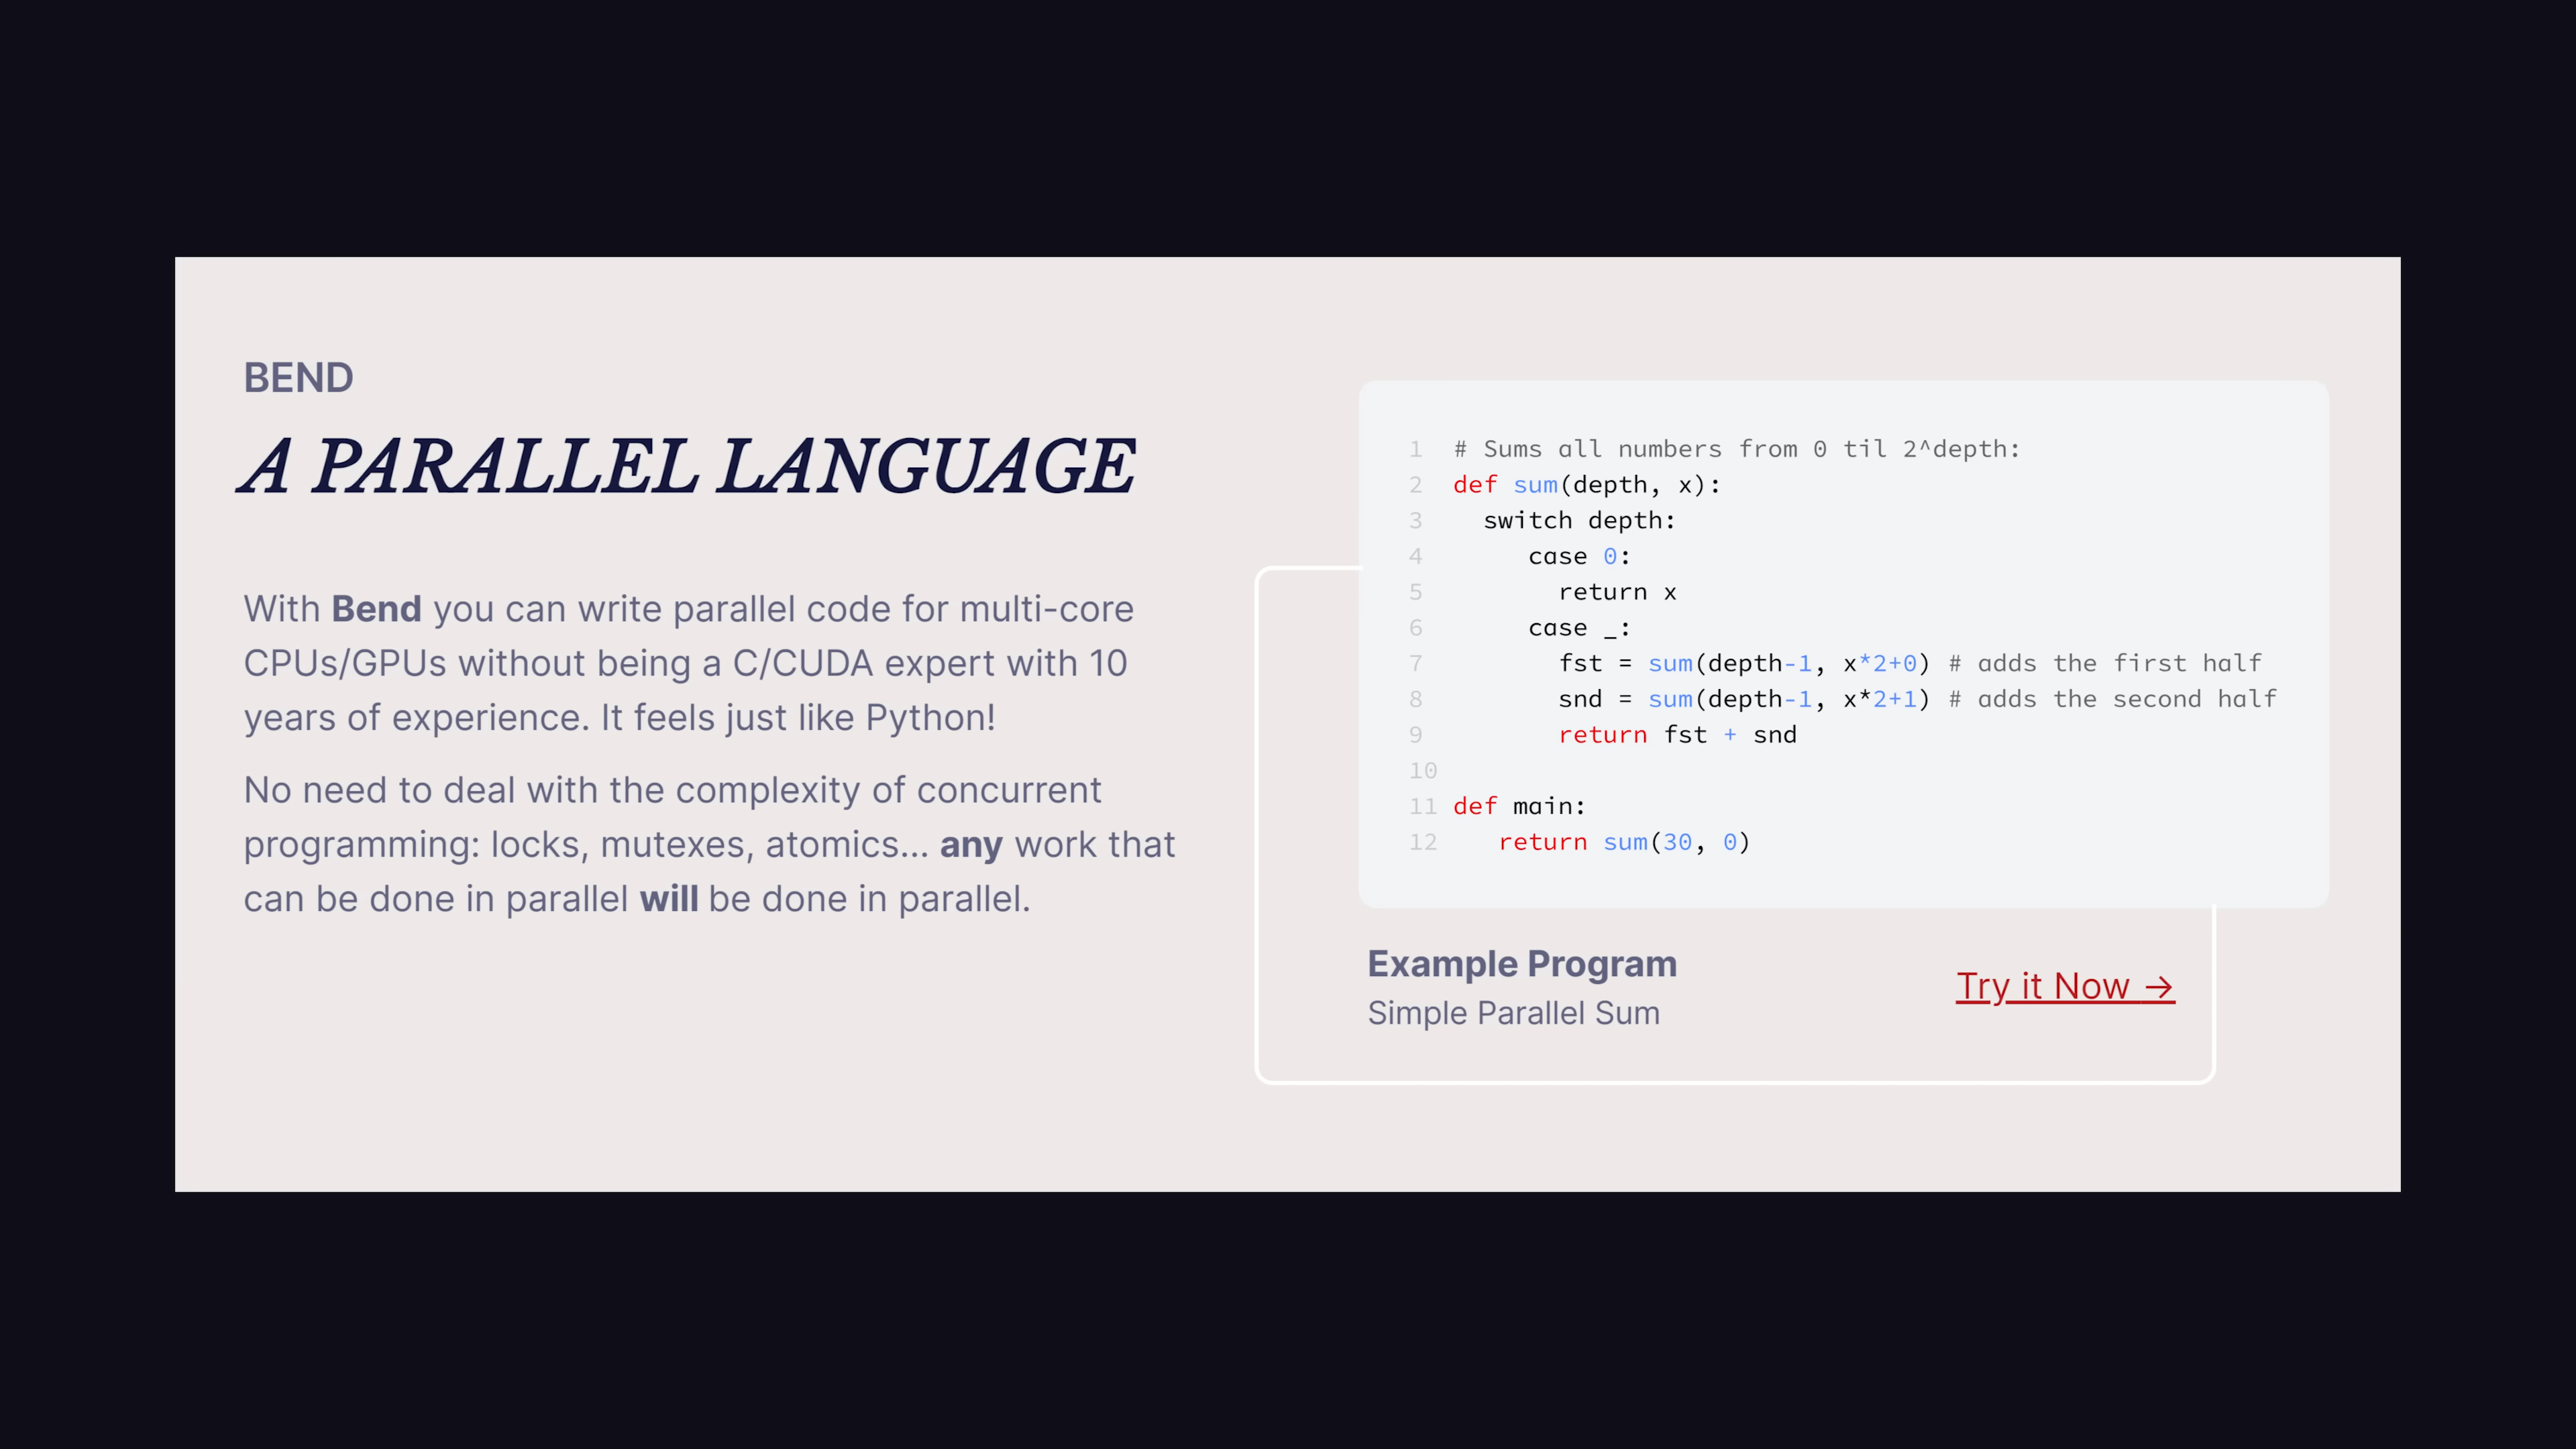 BEND
A PARALLEL LANGUAGE
With Bend you can write parallel code for multi-core
CPUs/GPUs without being a C/CUDA expert with 10
years of experience. It feels just like Python!
No need to deal with the complexity of concurrent
programming: locks, mutexes, atomics... any work that
can be done in parallel will be done in parallel.
1 # Sums all numbers from 0 til 2^depth:
2 def sum(depth, x):
3   switch depth:
4      case 0:
5        return x
6      case _:
7        fst = sum(depth-1, x*2+0) # adds the first half
8        snd = sum(depth-1, x*2+1) # adds the second half
9        return fst + snd
10
11 def main:
12    return sum(30, 0)
Example Program
Simple Parallel Sum
Try it Now →